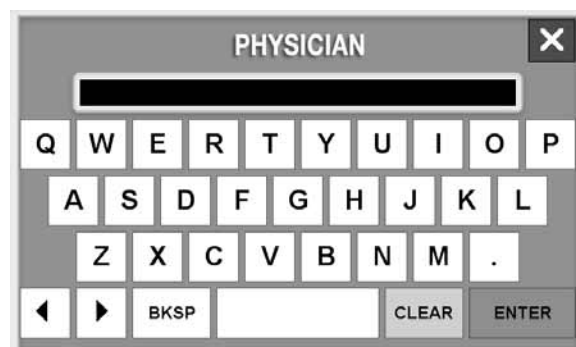 PHYSICIAN X
Q W E R T Y U I O P
A S D F G H J K L
Z X C V B N M .
BKSP CLEAR ENTER